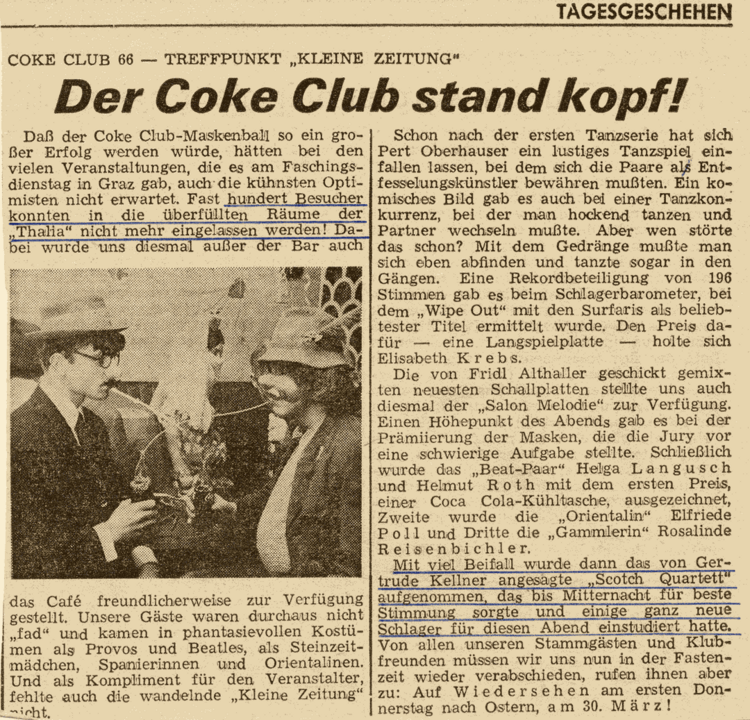 TAGESGESCHEHEN
COKE CLUB 66 — TREFFPUNKT „KLEINE ZEITUNG“
Der Coke Club stand kopf!
Daß der Coke Club-Maskenball so ein gro-
ßer Erfolg werden würde, hätten bei den
vielen Veranstaltungen, die es am Faschings-
dienstag in Graz gab, auch die kühnsten Opti-
misten nicht erwartet. Fast hundert Besucher
konnten in die überfüllten Räume der
„Thalia“ nicht mehr eingelassen werden! Da-
bei wurde uns diesmal außer der Bar auch
das Café freundlicherweise zur Verfügung
gestellt. Unsere Gäste waren durchaus nicht
„fad“ und kamen in phantasievollen Kostü-
men als Provos und Beatles, als Steinzeit-
mädchen, Spanierinnen und Orientalinen.
Und als Kompliment für den Veranstalter,
fehlte auch die wandelnde „Kleine Zeitung“
nicht.
Schon nach der ersten Tanzserie hat sich
Pert Oberhauser ein lustiges Tanzspiel ein-
fallen lassen, bei dem sich die Paare als Ent-
fesselungskünstler bewähren mußten. Ein ko-
misches Bild gab es auch bei einer Tanzkon-
kurrenz, bei der man hockend tanzen und
Partner wechseln mußte. Aber wen störte
das schon? Mit dem Gedränge mußte man
sich eben abfinden und tanzte sogar in den
Gängen. Eine Rekordbeteiligung von 196
Stimmen gab es beim Schlagerbarometer, bei
dem „Wipe Out“ mit den Surfaris als belieb-
tester Titel ermittelt wurde. Den Preis da-
für — eine Langspielplatte — holte sich
Elisabeth Krebs.
Die von Fridl Althaller geschickt gemix-
ten neuesten Schallplatten stellte uns auch
diesmal der „Salon Melodie“ zur Verfügung.
Einen Höhepunkt des Abends gab es bei der
Prämiierung der Masken, die die Jury vor
eine schwierige Aufgabe stellte. Schließlich
wurde das „Beat-Paar“ Helga Langusch
und Helmut Roth mit dem ersten Preis,
einer Coca Cola-Kühltasche, ausgezeichnet,
Zweite wurde die „Orientalin“ Elfriede
Poll und Dritte die „Gammlerin“ Rosalinde
Reisenbichler.
Mit viel Beifall wurde dann das von Ger-
trude Kellner angesagte „Scotch Quartett“
aufgenommen, das bis Mitternacht für beste
Stimmung sorgte und einige ganz neue
Schlager für diesen Abend einstudiert hatte.
Von allen unseren Stammgästen und Klub-
freunden müssen wir uns nun in der Fasten-
zeit wieder verabschieden, rufen ihnen aber
zu: Auf Wiedersehen am ersten Don-
nerstag nach Ostern, am 30. März!